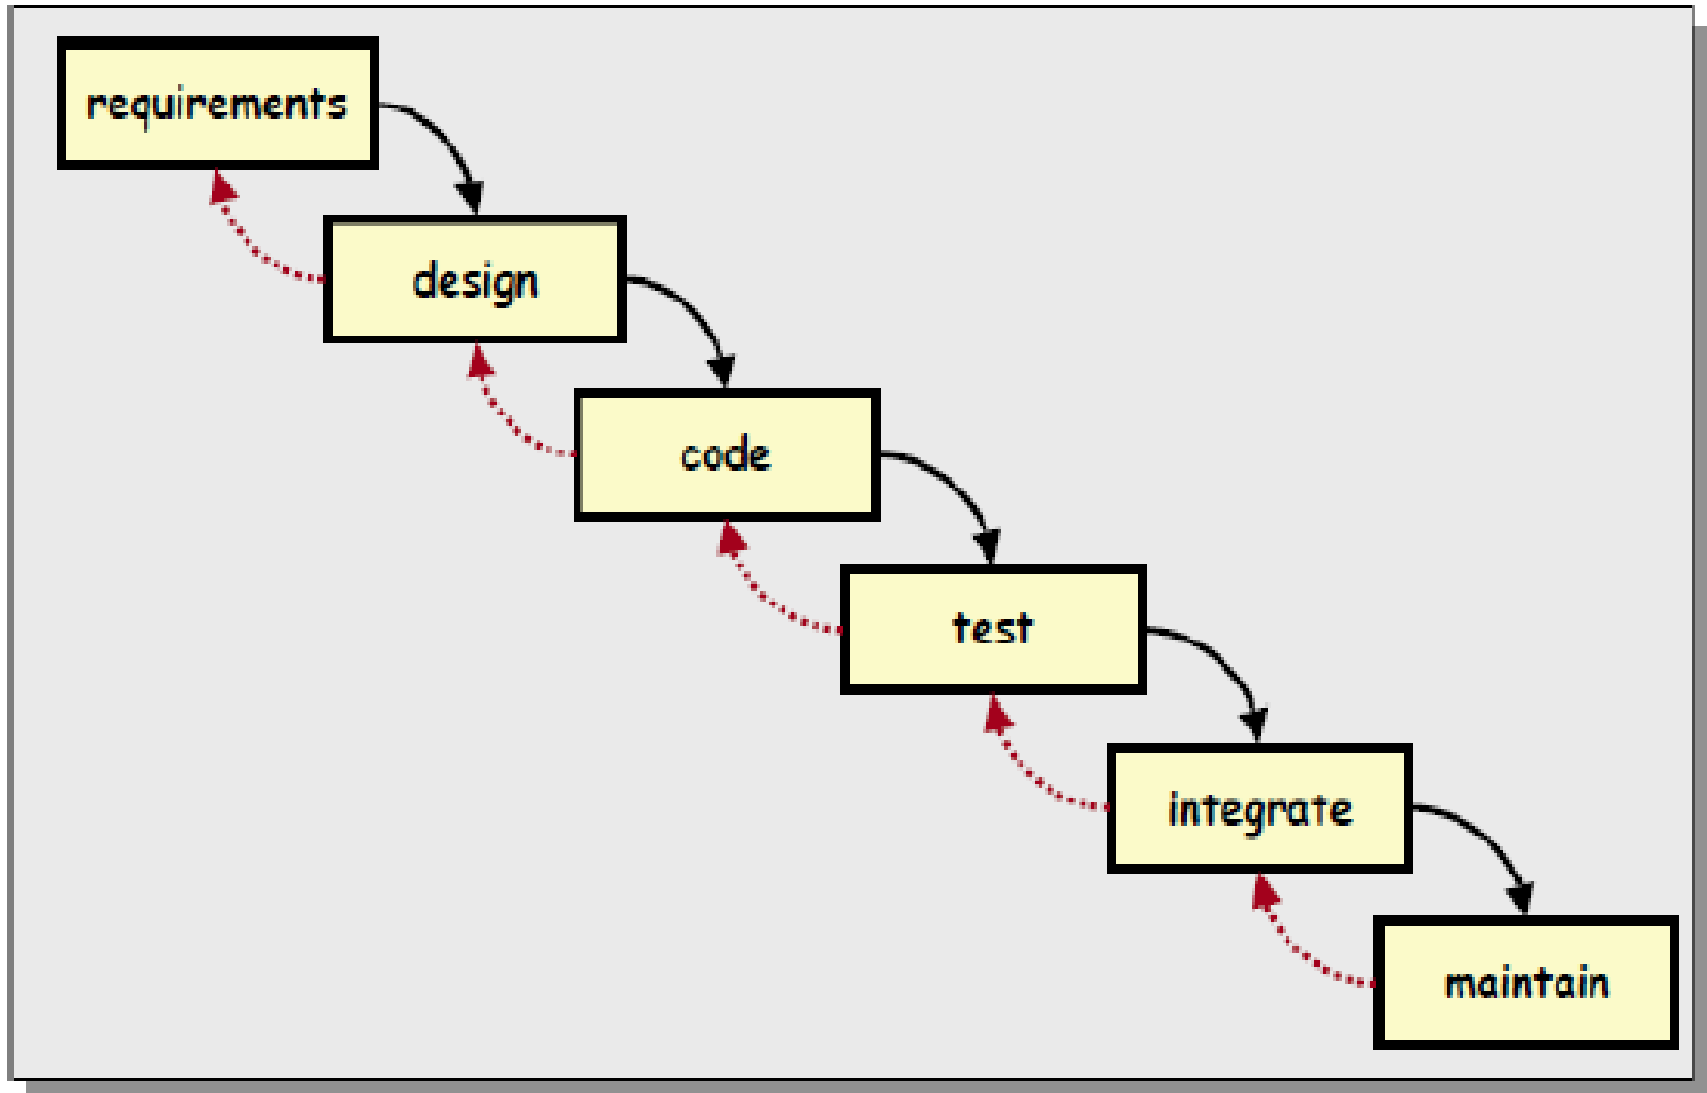 requirements
design
code
test
integrate
maintain